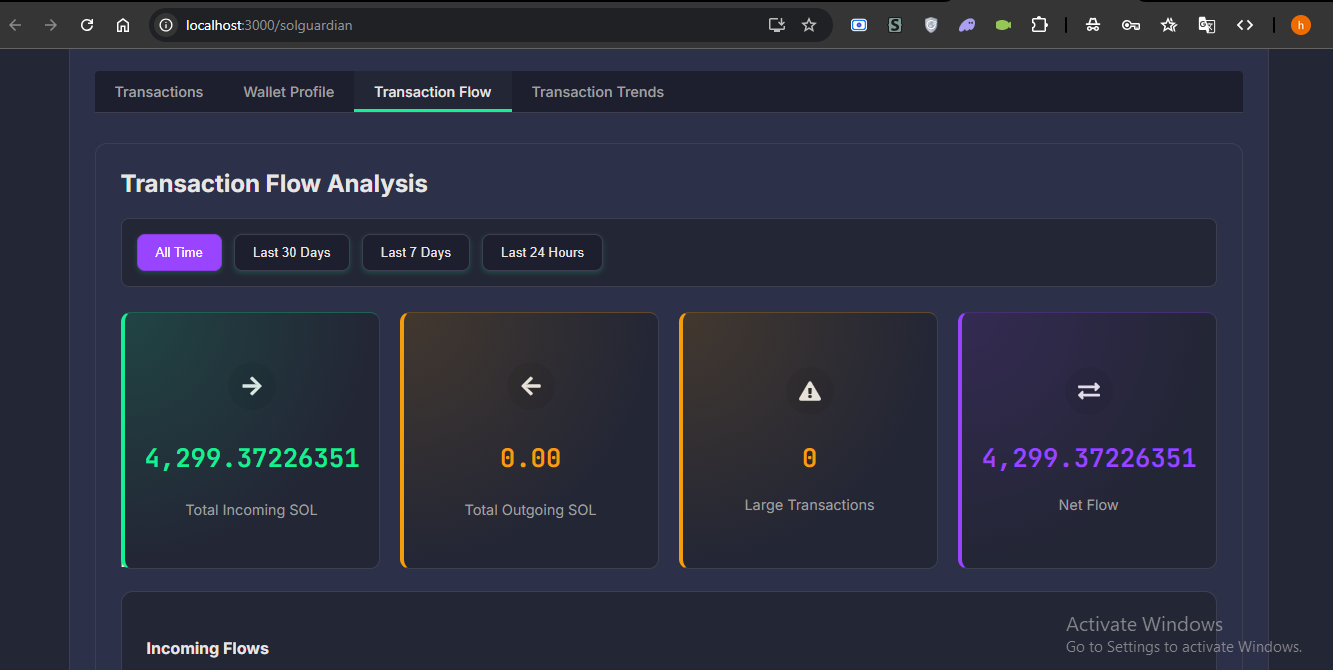 localhost:3000/solguardian
h
Transactions Wallet Profile Transaction Flow Transaction Trends
Transaction Flow Analysis
All Time Last 30 Days Last 7 Days Last 24 Hours
4,299.37226351 0.00 0 4,299.37226351
Total Incoming SOL Total Outgoing SOL Large Transactions Net Flow
Incoming Flows
Activate Windows
Go to Settings to activate Windows.